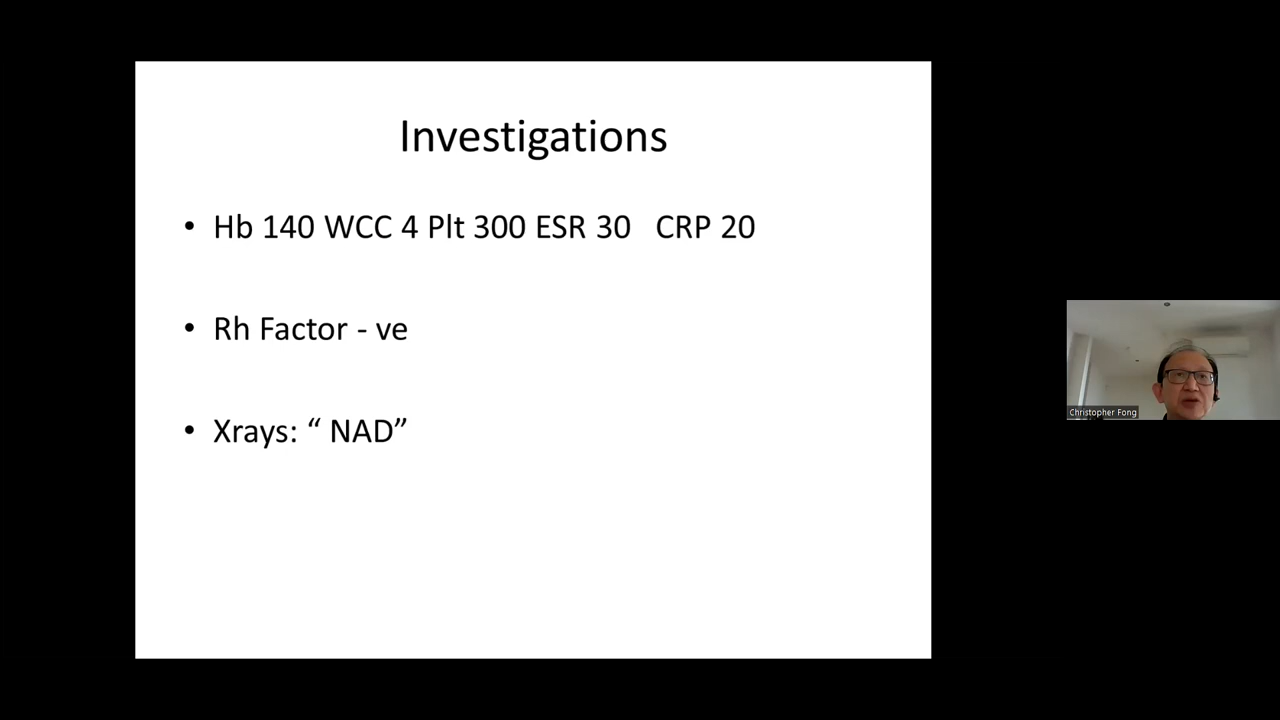 Investigations
• Hb 140 WCC 4 Plt 300 ESR 30 CRP 20
• Rh Factor - ve
• Xrays: “ NAD”
Christopher Fong